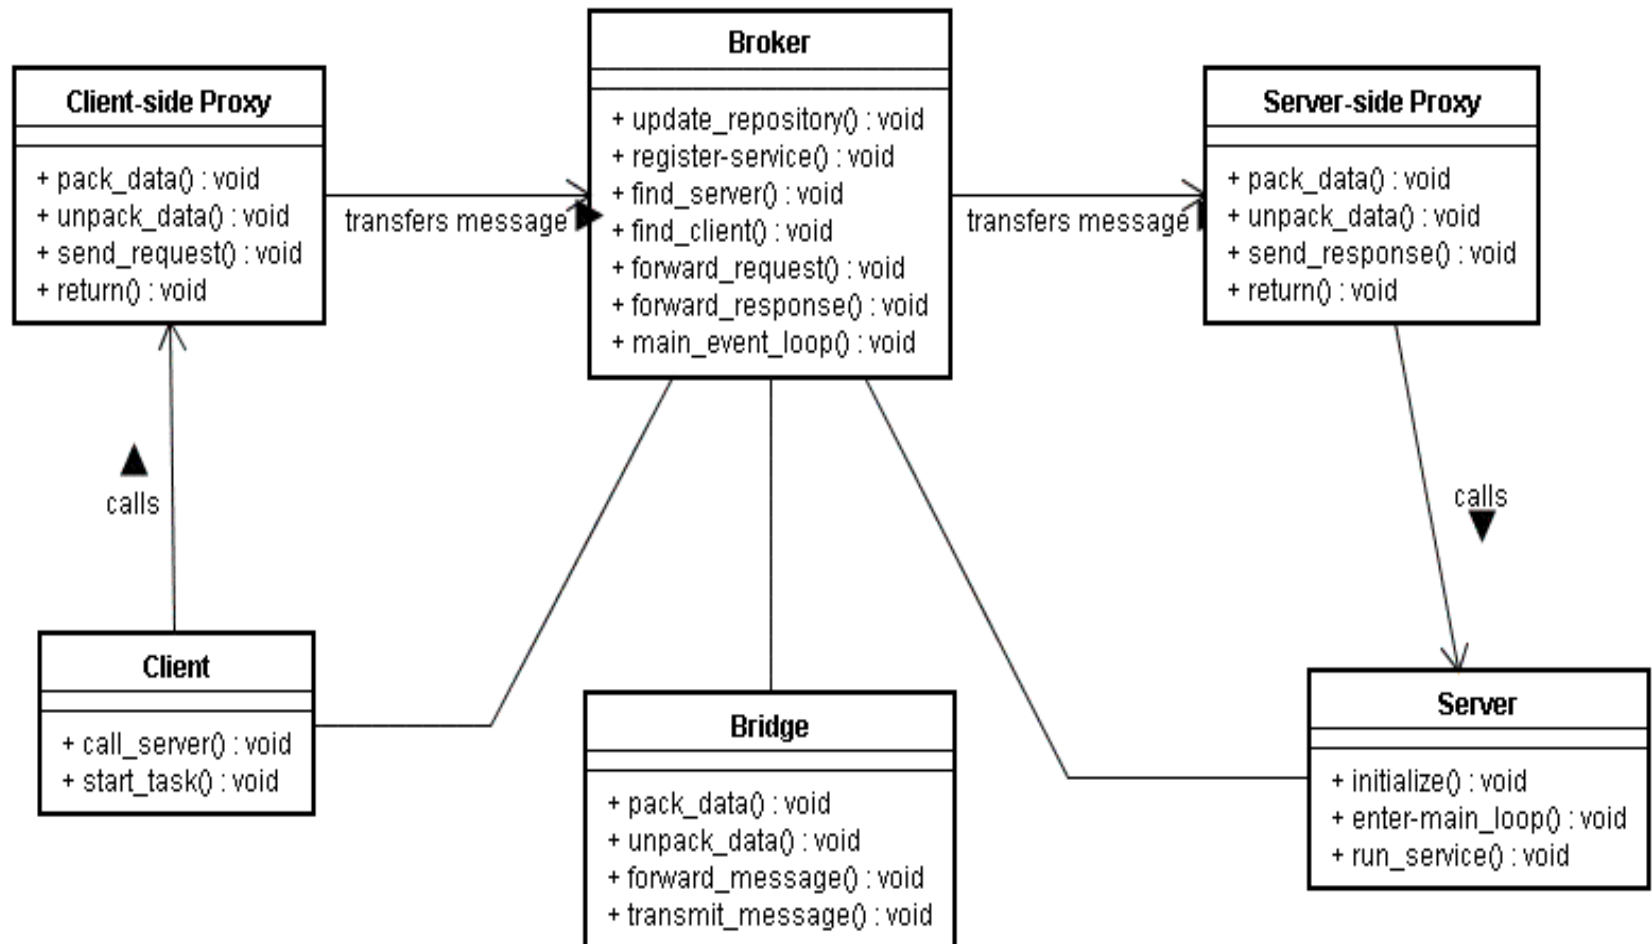 Broker
+ update_repository() : void
+ register-service() : void
+ find_server() : void
+ find_client() : void
+ forward_request() : void
+ forward_response() : void
+ main_event_loop() : void
Client-side Proxy
+ pack_data() : void
+ unpack_data() : void
+ send_request() : void
+ return() : void
transfers message
transfers message
Server-side Proxy
+ pack_data() : void
+ unpack_data() : void
+ send_response() : void
+ return() : void
calls
calls
Client
+ call_server() : void
+ start_task() : void
Bridge
+ pack_data() : void
+ unpack_data() : void
+ forward_message() : void
+ transmit_message() : void
Server
+ initialize() : void
+ enter-main_loop() : void
+ run_service() : void